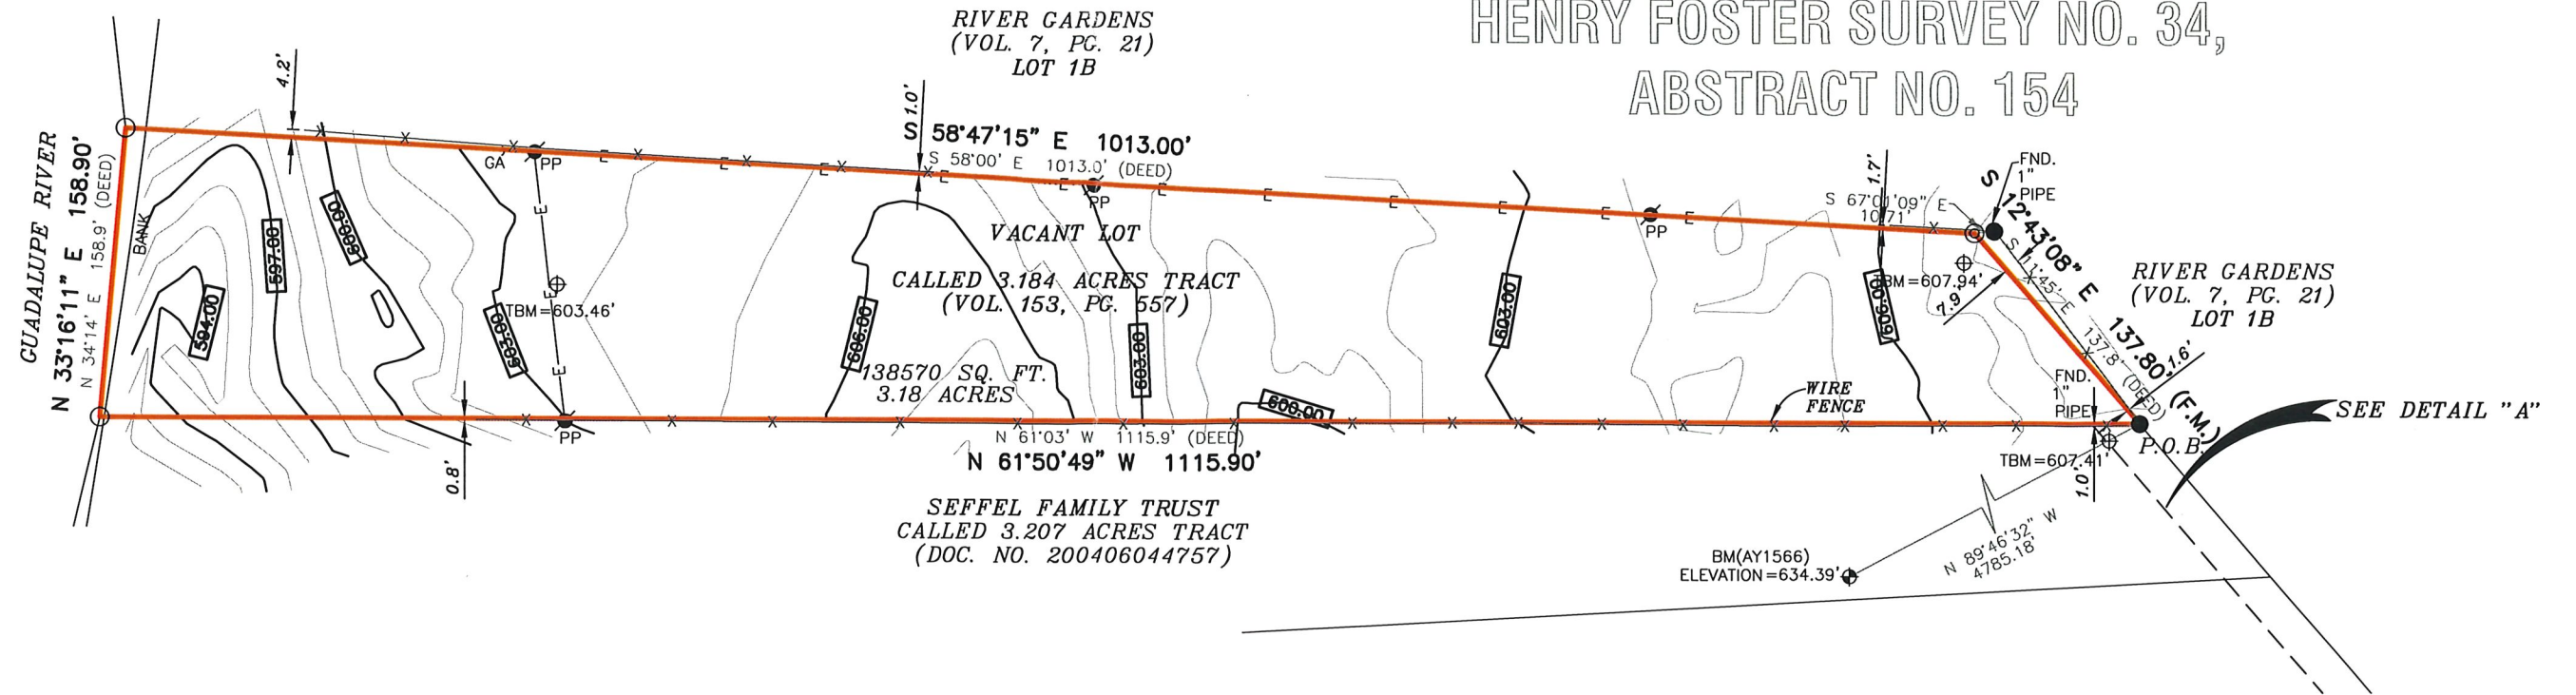 RIVER GARDENS
(VOL. 7, PG. 21)
LOT 1B
HENRY FOSTER SURVEY NO. 34,
ABSTRACT NO. 154
4.2'
1.0'
S 58°47'15" E 1013.00'
S 58°00' E 1013.0' (DEED)
GUADALUPE RIVER
N 33°16'11" E 158.90'
N 34°14' E 158.9' (DEED)
BANK
GA
PP
PP
PP
1.7'
S 67°01'09" E
10.71'
FND.
1"
PIPE
S 12°43'08" E 137.80' (F.M.)
S 11°45' E 137.8' (DEED)
RIVER GARDENS
(VOL. 7, PG. 21)
LOT 1B
594.00
597.00
600.00
603.00
TBM=603.46'
VACANT LOT
CALLED 3.184 ACRES TRACT
(VOL. 153, PG. 557)
606.00
603.00
603.00
609.00
TBM=607.94'
7.9'
1.6'
138570 SQ. FT.
3.18 ACRES
600.00
WIRE
FENCE
FND.
1"
PIPE
P.O.B.
SEE DETAIL "A"
PP
0.8'
N 61°03' W 1115.9' (DEED)
N 61°50'49" W 1115.90'
TBM=607.41'
1.0'
SEFFEL FAMILY TRUST
CALLED 3.207 ACRES TRACT
(DOC. NO. 200406044757)
BM(AY1566)
ELEVATION=634.39'
N 89°46'32" W
4785.18'